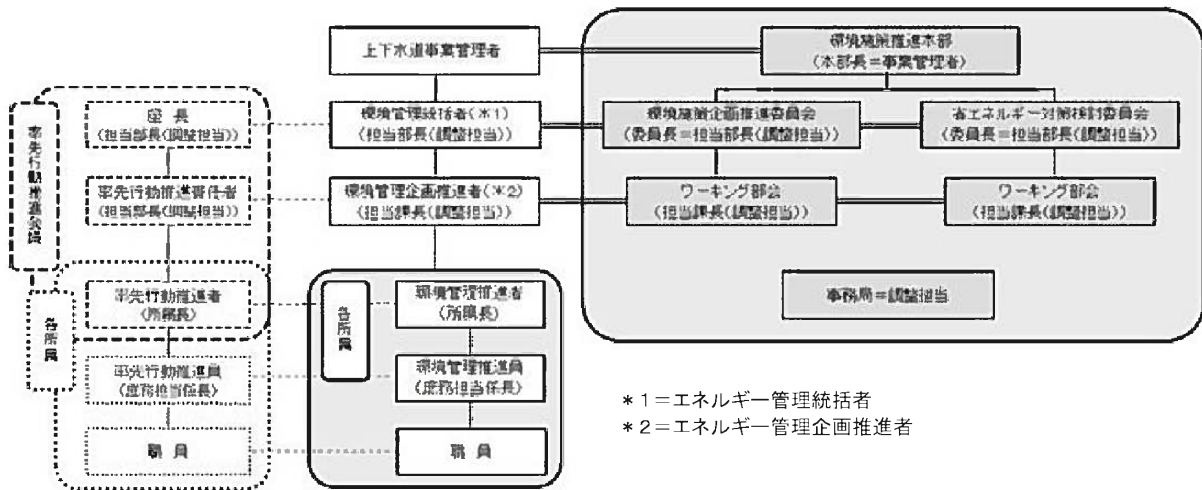 上下水道事業管理者
環境施策推進本部
(本部長=事業管理者)
率先行動推進会議
座長
(担当部長(調整担当))
環境管理統括者(*1)
(担当部長(調整担当))
環境施策企画推進委員会
(委員長=担当部長(調整担当))
省エネルギー対策検討委員会
(委員長=担当部長(調整担当))
率先行動推進責任者
(担当部長(調整担当))
環境管理企画推進者(*2)
(担当課長(調整担当))
ワーキング部会
(担当課長(調整担当))
ワーキング部会
(担当課長(調整担当))
各所属
率先行動推進者
(所属長)
各所属
環境管理推進者
(所属長)
事務局=調整担当
率先行動推進員
(庶務担当係長)
環境管理推進員
(庶務担当係長)
職員
職員
*1=エネルギー管理統括者
*2=エネルギー管理企画推進者